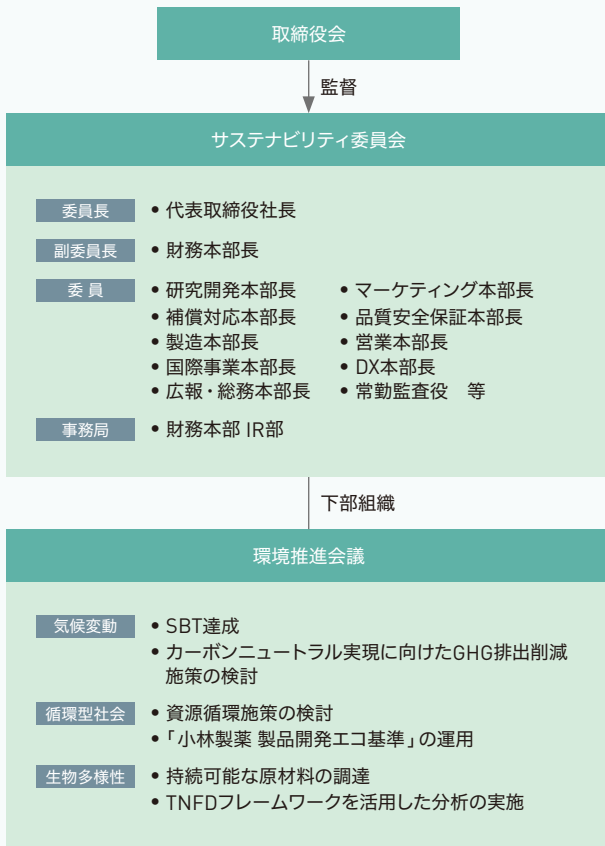 取締役会
監督
サステナビリティ委員会
委員長 • 代表取締役社長
副委員長 • 財務本部長
委 員 • 研究開発本部長 • マーケティング本部長
• 補償対応本部長 • 品質安全保証本部長
• 製造本部長 • 営業本部長
• 国際事業本部長 • DX本部長
• 広報・総務本部長 • 常勤監査役 等
事務局 • 財務本部 IR部
下部組織
環境推進会議
気候変動 • SBT達成
• カーボンニュートラル実現に向けたGHG排出削減
施策の検討
循環型社会 • 資源循環施策の検討
• 「小林製薬 製品開発エコ基準」の運用
生物多様性 • 持続可能な原材料の調達
• TNFDフレームワークを活用した分析の実施